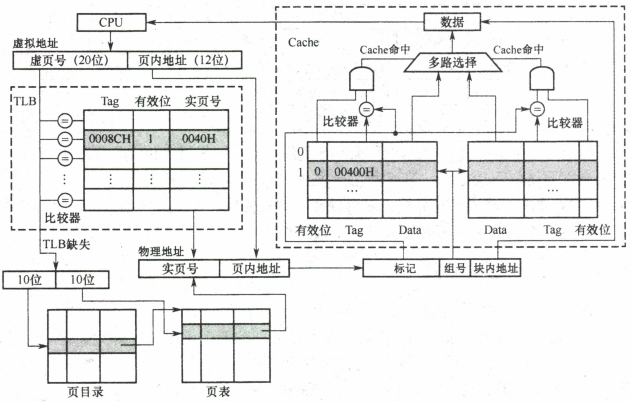 CPU
虚拟地址
虚页号（20位） 页内地址（12位）
TLB
Tag 有效位 实页号
=
=
0008CH 1 0040H
=
⋮ ⋮ ⋮ ⋮
=
比较器
TLB缺失
10位 10位
页目录
页表
物理地址
实页号 页内地址
数据
Cache
Cache命中 Cache命中
多路选择
= =
比较器 比较器
0
1 0 00400H
… …
有效位 Tag Data Data Tag 有效位
标记 组号 块内地址